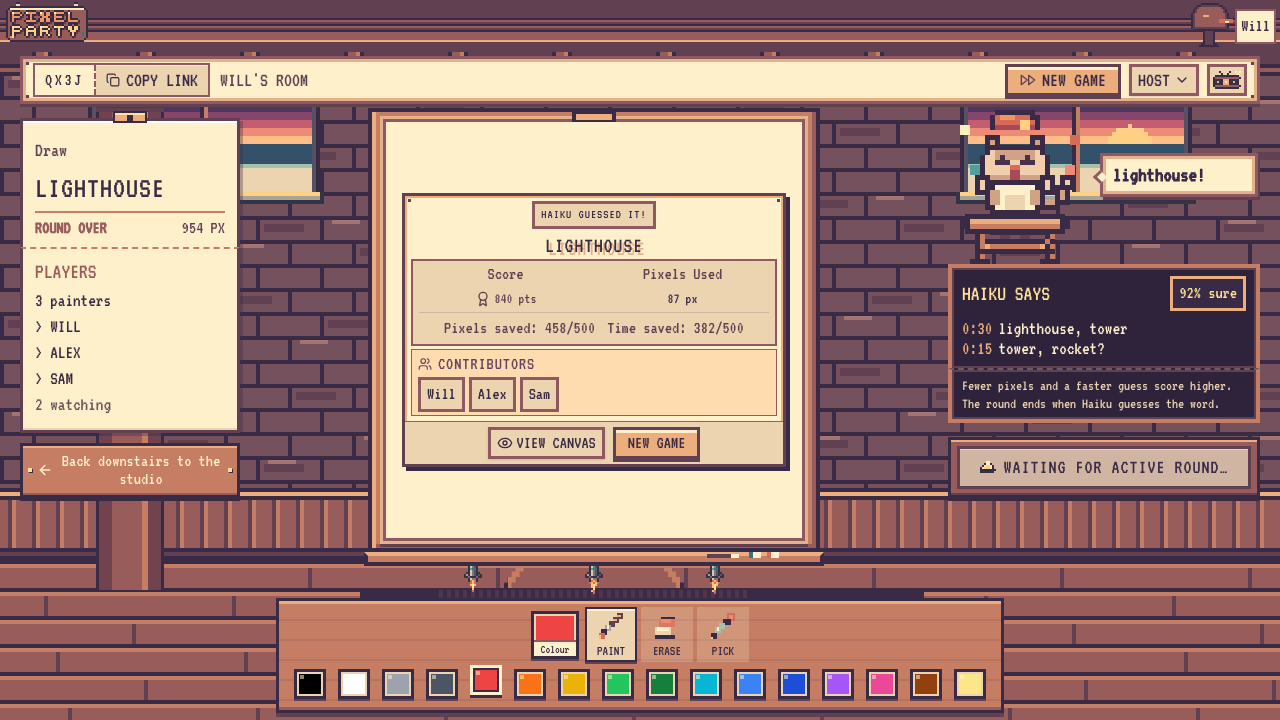 PIXEL
PARTY
Will
QX3J
COPY LINK
WILL'S ROOM
NEW GAME
HOST
Draw
LIGHTHOUSE
ROUND OVER
954 PX
PLAYERS
3 painters
WILL
ALEX
SAM
2 watching
Back downstairs to the
studio
HAIKU GUESSED IT!
LIGHTHOUSE
Score
Pixels Used
840 pts
87 px
Pixels saved: 458/500
Time saved: 382/500
CONTRIBUTORS
Will
Alex
Sam
VIEW CANVAS
NEW GAME
lighthouse!
HAIKU SAYS
92% sure
0:30 lighthouse, tower
0:15 tower, rocket?
Fewer pixels and a faster guess score higher.
The round ends when Haiku guesses the word.
WAITING FOR ACTIVE ROUND…
Colour
PAINT
ERASE
PICK